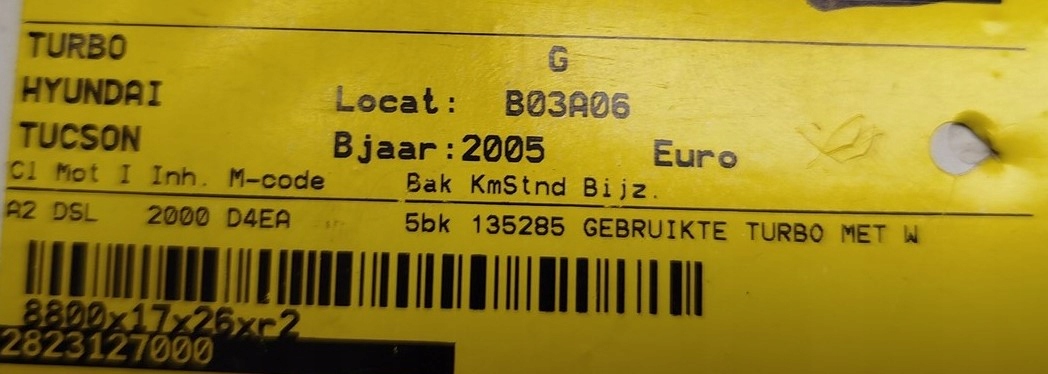 TURBO G
HYUNDAI Locat: B03A06
TUCSON Bjaar:2005 Euro
Cl Mot I Inh. M-code Bak KmStnd Bijz.
A2 DSL 2000 D4EA 5bk 135285 GEBRUIKTE TURBO MET W
8800x17x26xr2
2823127000